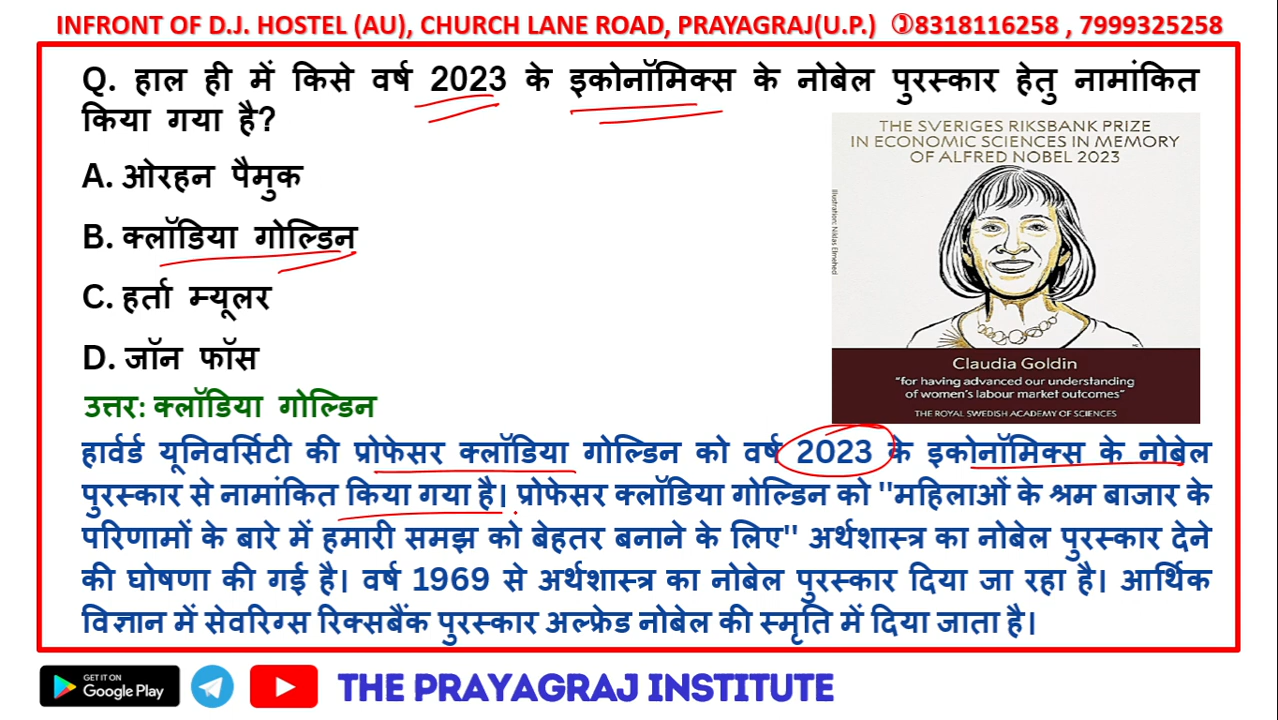 INFRONT OF D.J. HOSTEL (AU), CHURCH LANE ROAD, PRAYAGRAJ(U.P.) ✆8318116258 , 7999325258
Q. हाल ही में किसे वर्ष 2023 के इकोनॉमिक्स के नोबेल पुरस्कार हेतु नामांकित
किया गया है?
A. ओरहन पैमुक
B. क्लॉडिया गोल्डिन
C. हर्ता म्यूलर
D. जॉन फॉस
उत्तर: क्लॉडिया गोल्डिन
THE SVERIGES RIKSBANK PRIZE
IN ECONOMIC SCIENCES IN MEMORY
OF ALFRED NOBEL 2023
Illustration: Niklas Elmehed
Claudia Goldin
“for having advanced our understanding
of women’s labour market outcomes”
THE ROYAL SWEDISH ACADEMY OF SCIENCES
हार्वर्ड यूनिवर्सिटी की प्रोफेसर क्लॉडिया गोल्डिन को वर्ष 2023 के इकोनॉमिक्स के नोबेल
पुरस्कार से नामांकित किया गया है। प्रोफेसर क्लॉडिया गोल्डिन को "महिलाओं के श्रम बाजार के
परिणामों के बारे में हमारी समझ को बेहतर बनाने के लिए" अर्थशास्त्र का नोबेल पुरस्कार देने
की घोषणा की गई है। वर्ष 1969 से अर्थशास्त्र का नोबेल पुरस्कार दिया जा रहा है। आर्थिक
विज्ञान में सेवरिग्स रिक्सबैंक पुरस्कार अल्फ्रेड नोबेल की स्मृति में दिया जाता है।
GET IT ON
Google Play
THE PRAYAGRAJ INSTITUTE